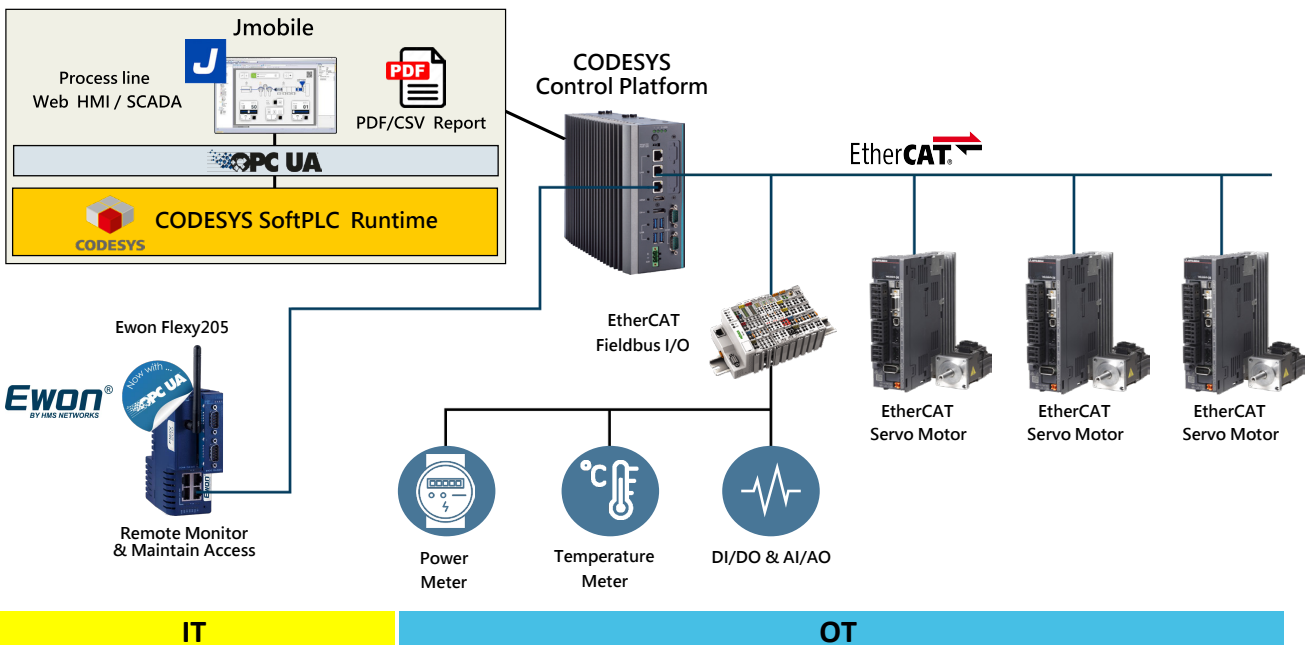 Jmobile
J
Process line
Web HMI / SCADA
PDF
PDF/CSV Report
OPC UA
CODESYS
CODESYS SoftPLC Runtime
CODESYS
Control Platform
EtherCAT®
Ewon Flexy205
Ewon®
BY HMS NETWORKS
Now with ...
OPC UA
Ewon
Remote Monitor
& Maintain Access
EtherCAT
Fieldbus I/O
EtherCAT
Servo Motor
EtherCAT
Servo Motor
EtherCAT
Servo Motor
°C
Power
Meter
Temperature
Meter
DI/DO & AI/AO
IT
OT